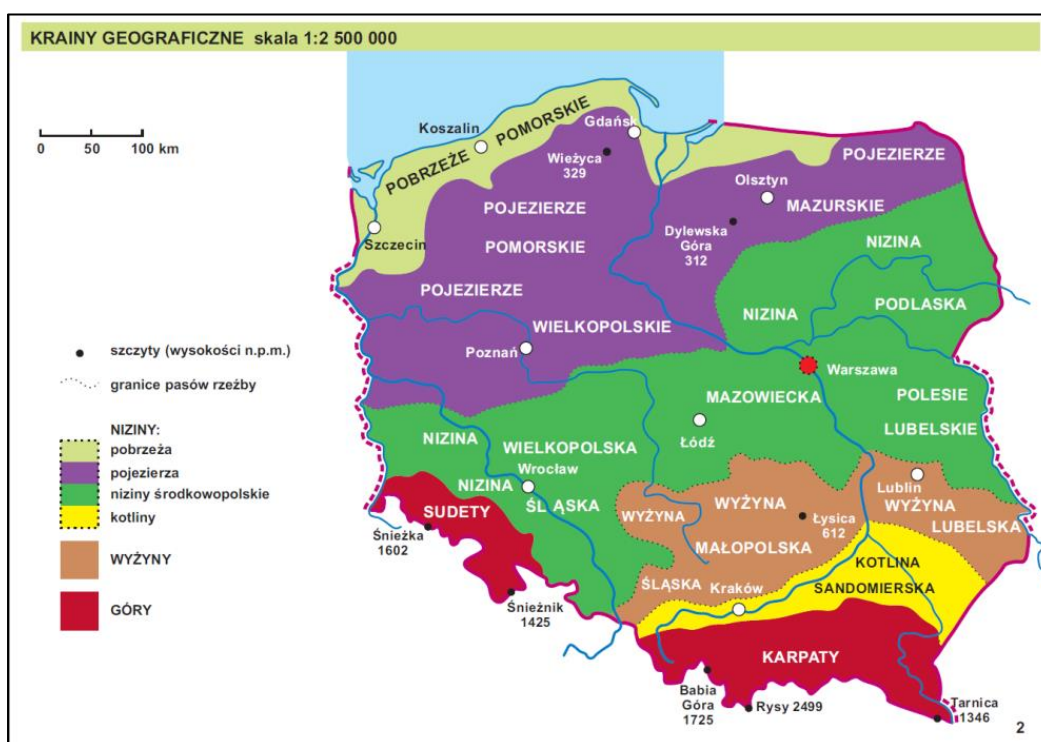 KRAINY GEOGRAFICZNE skala 1:2 500 000
0 50 100 km
Koszalin
POBRZEŻE POMORSKIE
Gdańsk
Wieżyca
329
Szczecin
POJEZIERZE
POMORSKIE
POJEZIERZE
MAZURSKIE
Olsztyn
Dylewska
Góra
312
POJEZIERZE
WIELKOPOLSKIE
Poznań
NIZINA
PODLASKA
NIZINA
MAZOWIECKA
Warszawa
POLESIE
LUBELSKIE
Łódź
NIZINA
WIELKOPOLSKA
Wrocław
NIZINA
ŚLĄSKA
SUDETY
Śnieżka
1602
Śnieżnik
1425
WYŻYNA
ŚLĄSKA
WYŻYNA
MAŁOPOLSKA
Łysica
612
Lublin
WYŻYNA
LUBELSKA
KOTLINA
SANDOMIERSKA
Kraków
KARPATY
Babia
Góra
1725
Rysy 2499
Tarnica
1346
szczyty (wysokości n.p.m.)
granice pasów rzeźby
NIZINY:
pobrzeża
pojezierza
niziny środkowopolskie
kotliny
WYŻYNY
GÓRY
2